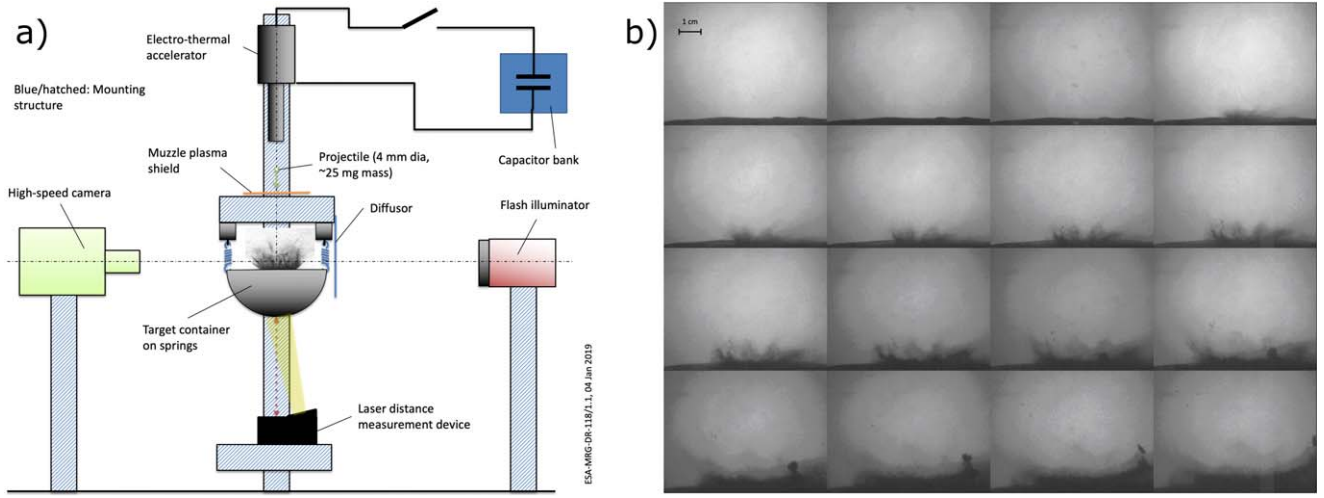 a)
Electro-thermal
accelerator
Blue/hatched: Mounting
structure
Capacitor bank
Muzzle plasma
shield
Projectile (4 mm dia,
~25 mg mass)
High-speed camera
Diffusor
Flash illuminator
Target container
on springs
Laser distance
measurement device
ESA-MRG-DR-118/1.1, 04 Jan 2019
b)
1 cm